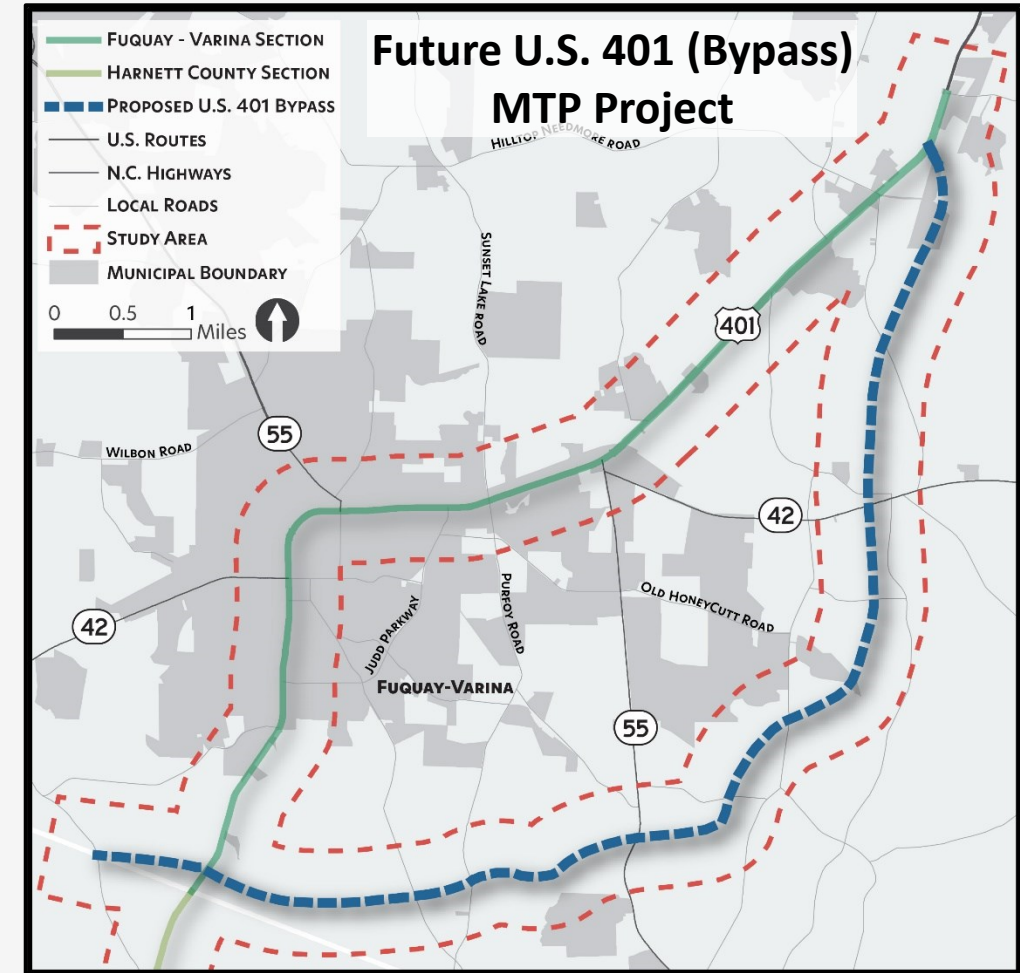 Future U.S. 401 (Bypass)
MTP Project
Fuquay - Varina Section
Harnett County Section
Proposed U.S. 401 Bypass
U.S. Routes
N.C. Highways
Local Roads
Study Area
Municipal Boundary
0 0.5 1
Miles
Hilltop Needmore Road
Sunset Lake Road
401
55
Wilbon Road
42
42
Old HoneyCutt Road
Purfoy Road
Judd Parkway
Fuquay-Varina
55